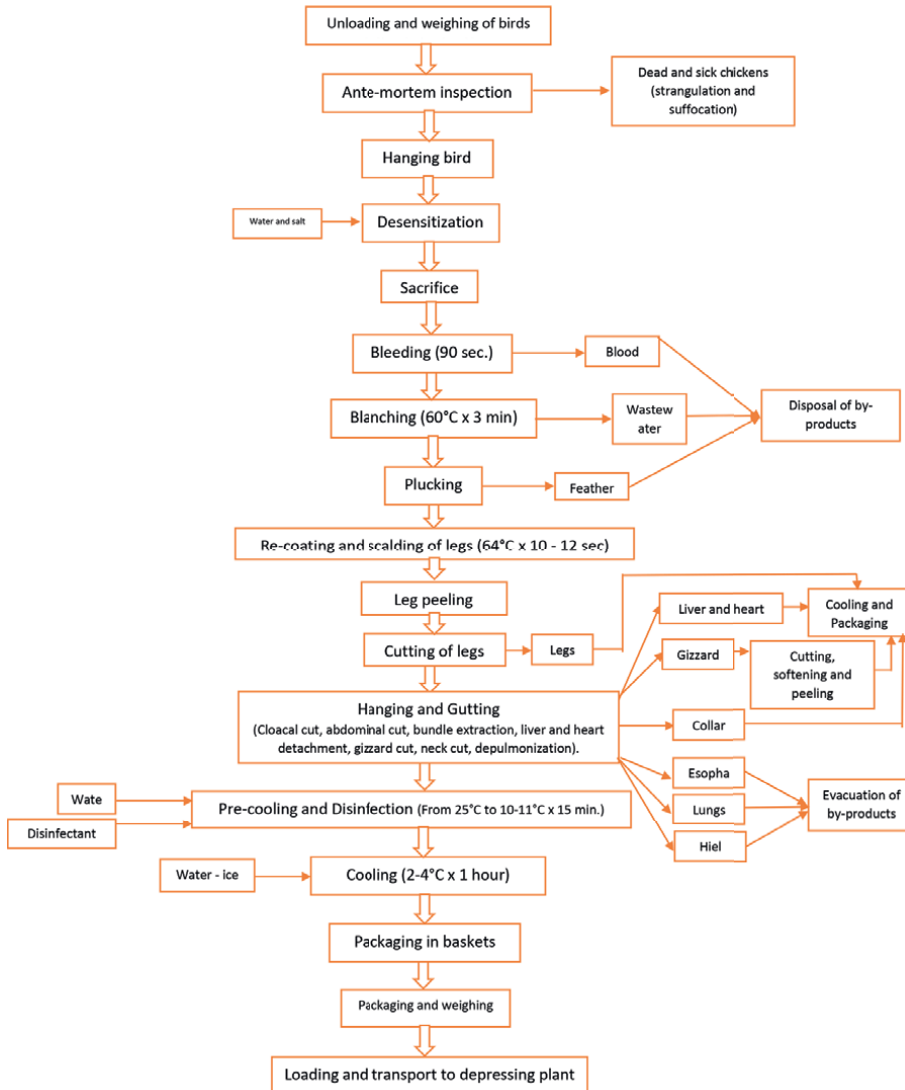 Unloading and weighing of birds
Ante-mortem inspection
Dead and sick chickens
(strangulation and
suffocation)
Hanging bird
Water and salt
Desensitization
Sacrifice
Bleeding (90 sec.)
Blood
Blanching (60°C x 3 min)
Wastew
ater
Disposal of by-
products
Plucking
Feather
Re-coating and scalding of legs (64°C x 10 - 12 sec)
Leg peeling
Cutting of legs
Legs
Liver and heart
Cooling and
Packaging
Gizzard
Cutting,
softening and
peeling
Hanging and Gutting
(Cloacal cut, abdominal cut, bundle extraction, liver and heart
detachment, gizzard cut, neck cut, depulmonization).
Collar
Esopha
Lungs
Hiel
Evacuation of
by-products
Wate
Disinfectant
Pre-cooling and Disinfection (From 25°C to 10-11°C x 15 min.)
Water - ice
Cooling (2-4°C x 1 hour)
Packaging in baskets
Packaging and weighing
Loading and transport to depressing plant